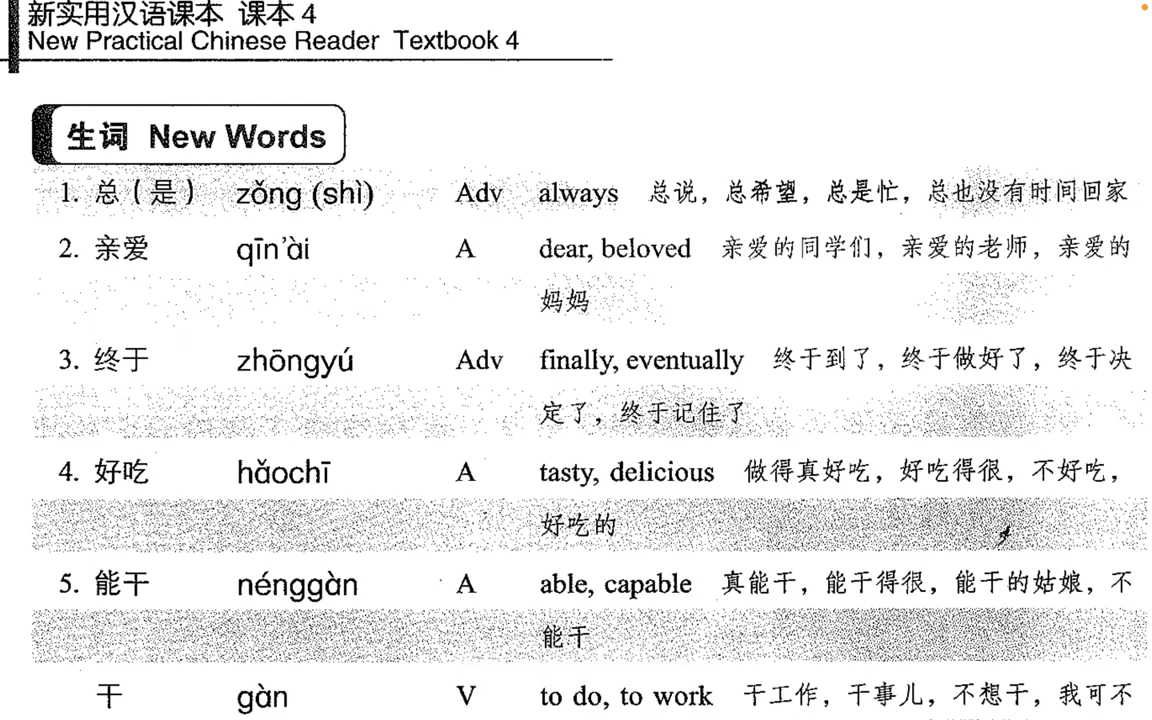 新实用汉语课本 课本 4
New Practical Chinese Reader Textbook 4
生词 New Words
1. 总（是） zǒng (shì) Adv always 总说，总希望，总是忙，总也没有时间回家
2. 亲爱 qīn'ài A dear, beloved 亲爱的同学们，亲爱的老师，亲爱的
妈妈
3. 终于 zhōngyú Adv finally, eventually 终于到了，终于做好了，终于决
定了，终于记住了
4. 好吃 hǎochī A tasty, delicious 做得真好吃，好吃得很，不好吃，
好吃的
5. 能干 nénggàn A able, capable 真能干，能干得很，能干的姑娘，不
能干
干 gàn V to do, to work 干工作，干事儿，不想干，我可不